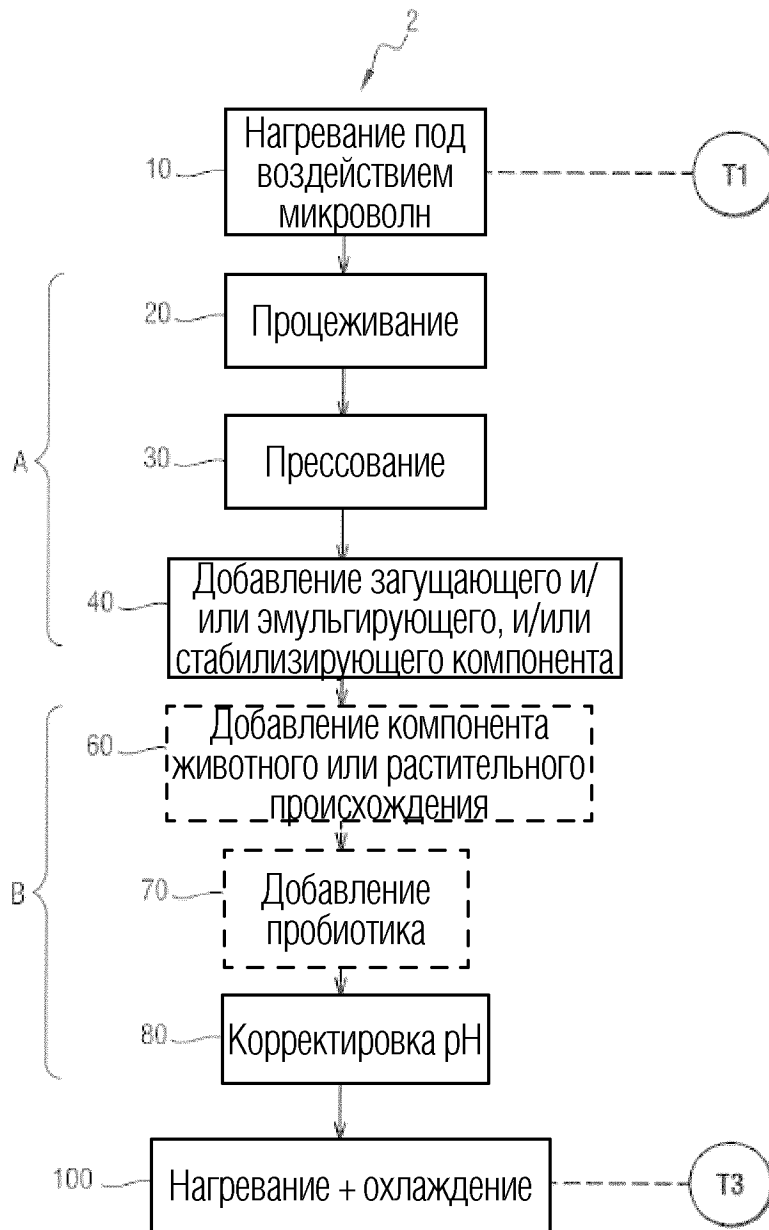 2
Нагревание под
воздействием
микроволн
10
T1
A
20
Процеживание
30
Прессование
40
Добавление загущающего и/
или эмульгирующего, и/или
стабилизирующего компонента
B
60
Добавление компонента
животного или растительного
происхождения
70
Добавление
пробиотика
80
Корректировка pH
100
Нагревание + охлаждение
T3